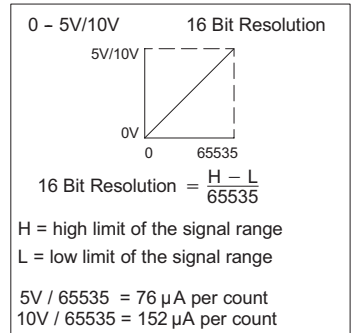 0 – 5V/10V 16 Bit Resolution
5V/10V
0V
0 65535
16 Bit Resolution = H – L / 65535
H = high limit of the signal range
L = low limit of the signal range
5V / 65535 = 76 μA per count
10V / 65535 = 152 μA per count